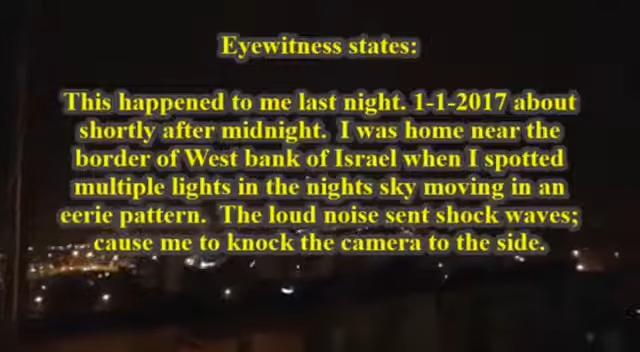 Eyewitness states:
This happened to me last night. 1-1-2017 about
shortly after midnight.  I was home near the
border of West bank of Israel when I spotted
multiple lights in the nights sky moving in an
eerie pattern.  The loud noise sent shock waves;
cause me to knock the camera to the side.